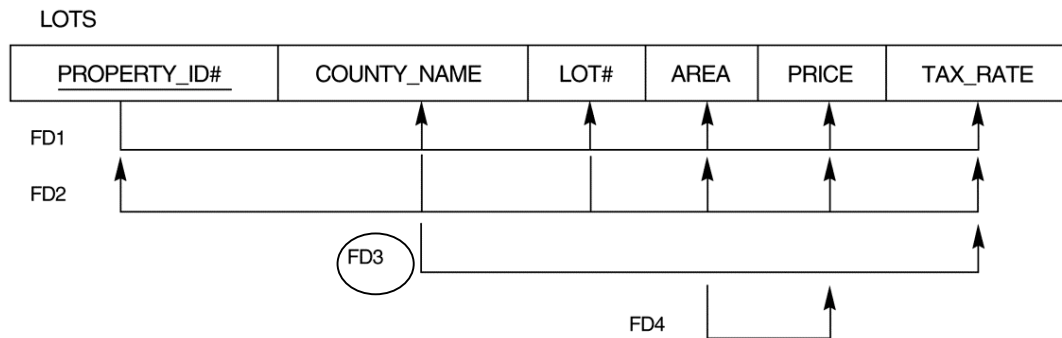 LOTS
PROPERTY_ID# COUNTY_NAME LOT# AREA PRICE TAX_RATE
FD1
FD2
FD3
FD4